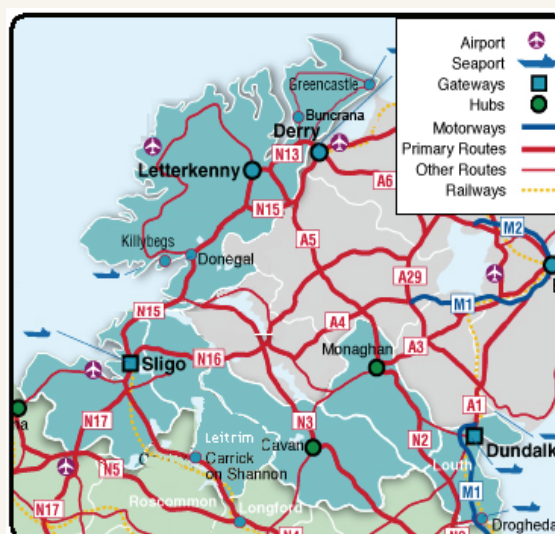 Airport
Seaport
Gateways
Hubs
Motorways
Primary Routes
Other Routes
Railways
Greencastle
Buncrana
Derry
N13
Letterkenny
A6
N15
M2
A5
Killybegs
Donegal
A29
M1
N15
A4
Monaghan
A3
Sligo
N16
A1
N17
N3
N2
Leitrim
Cavan
Dundalk
Carrick
on Shannon
N5
Louth
M1
Roscommon
Longford
N17
N4
Drogheda